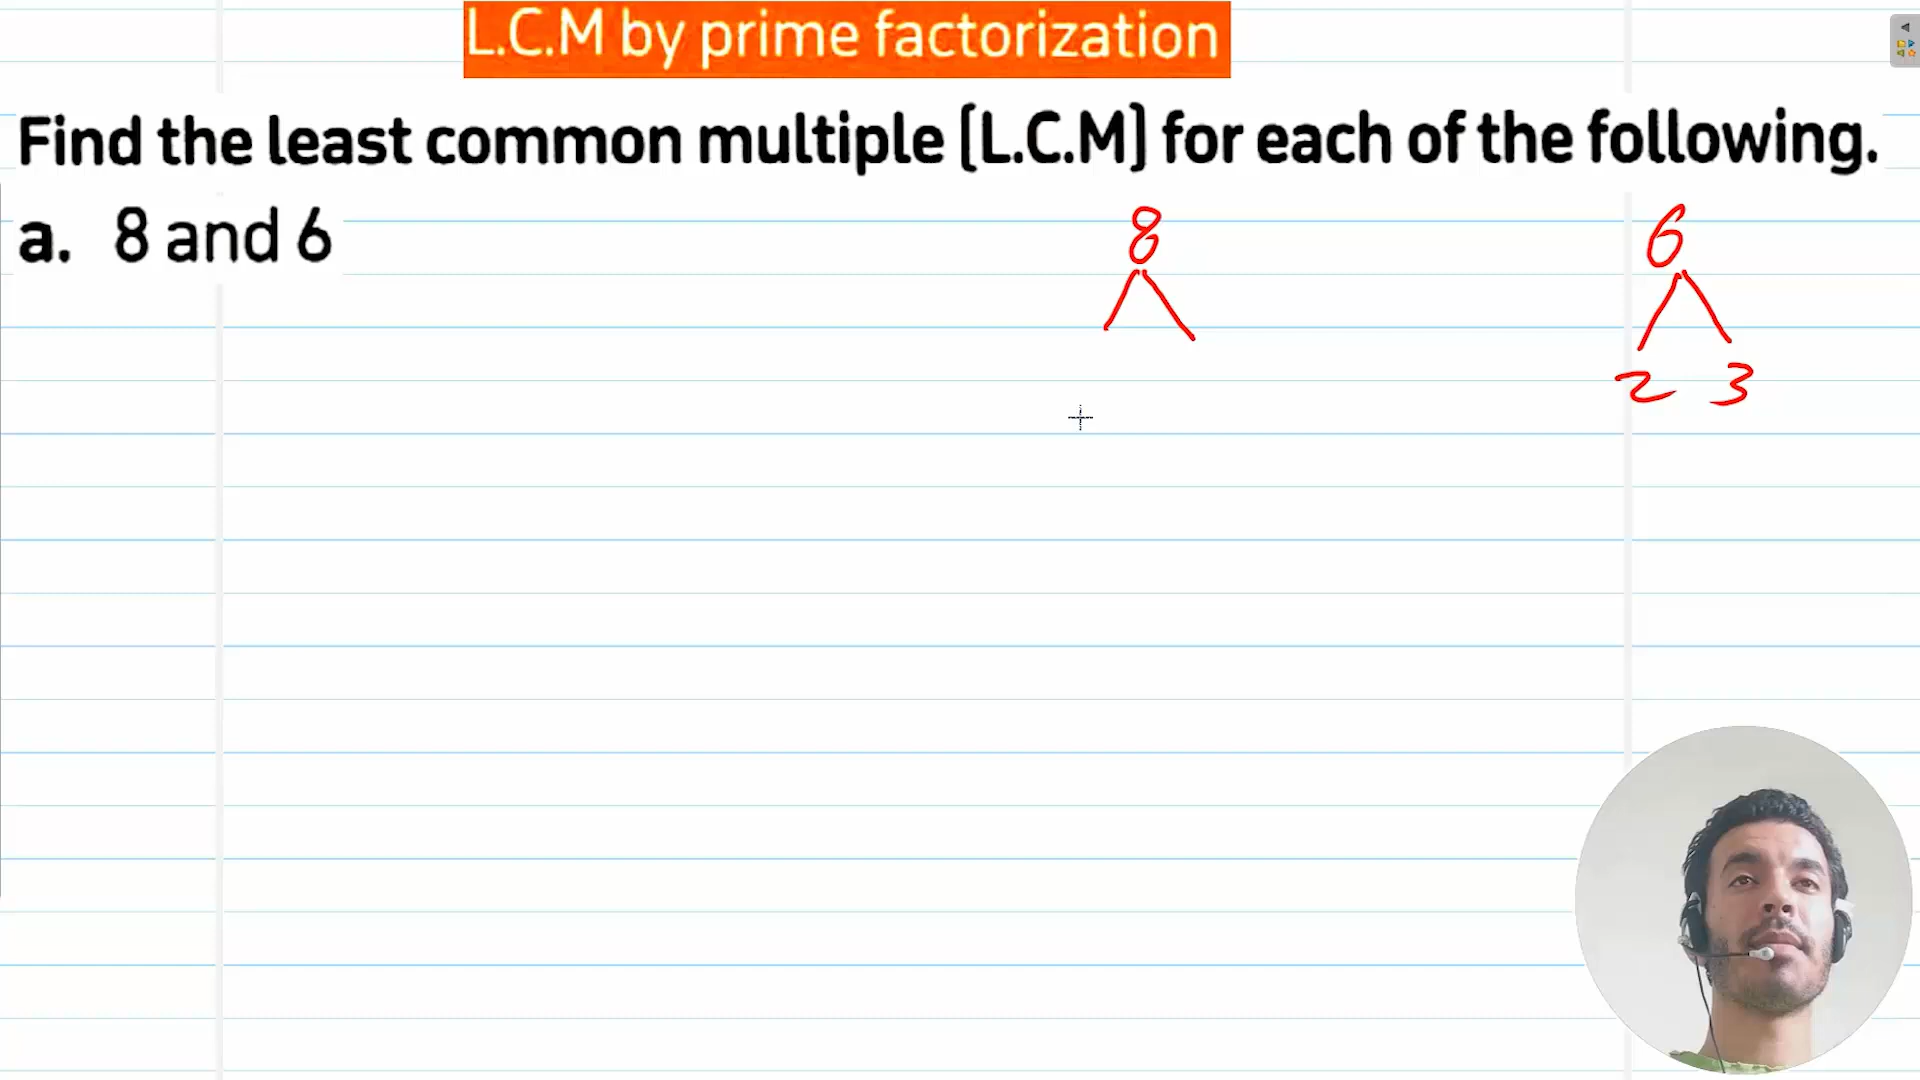 L.C.M by prime factorization
Find the least common multiple (L.C.M) for each of the following.
a. 8 and 6
8 6
2 3